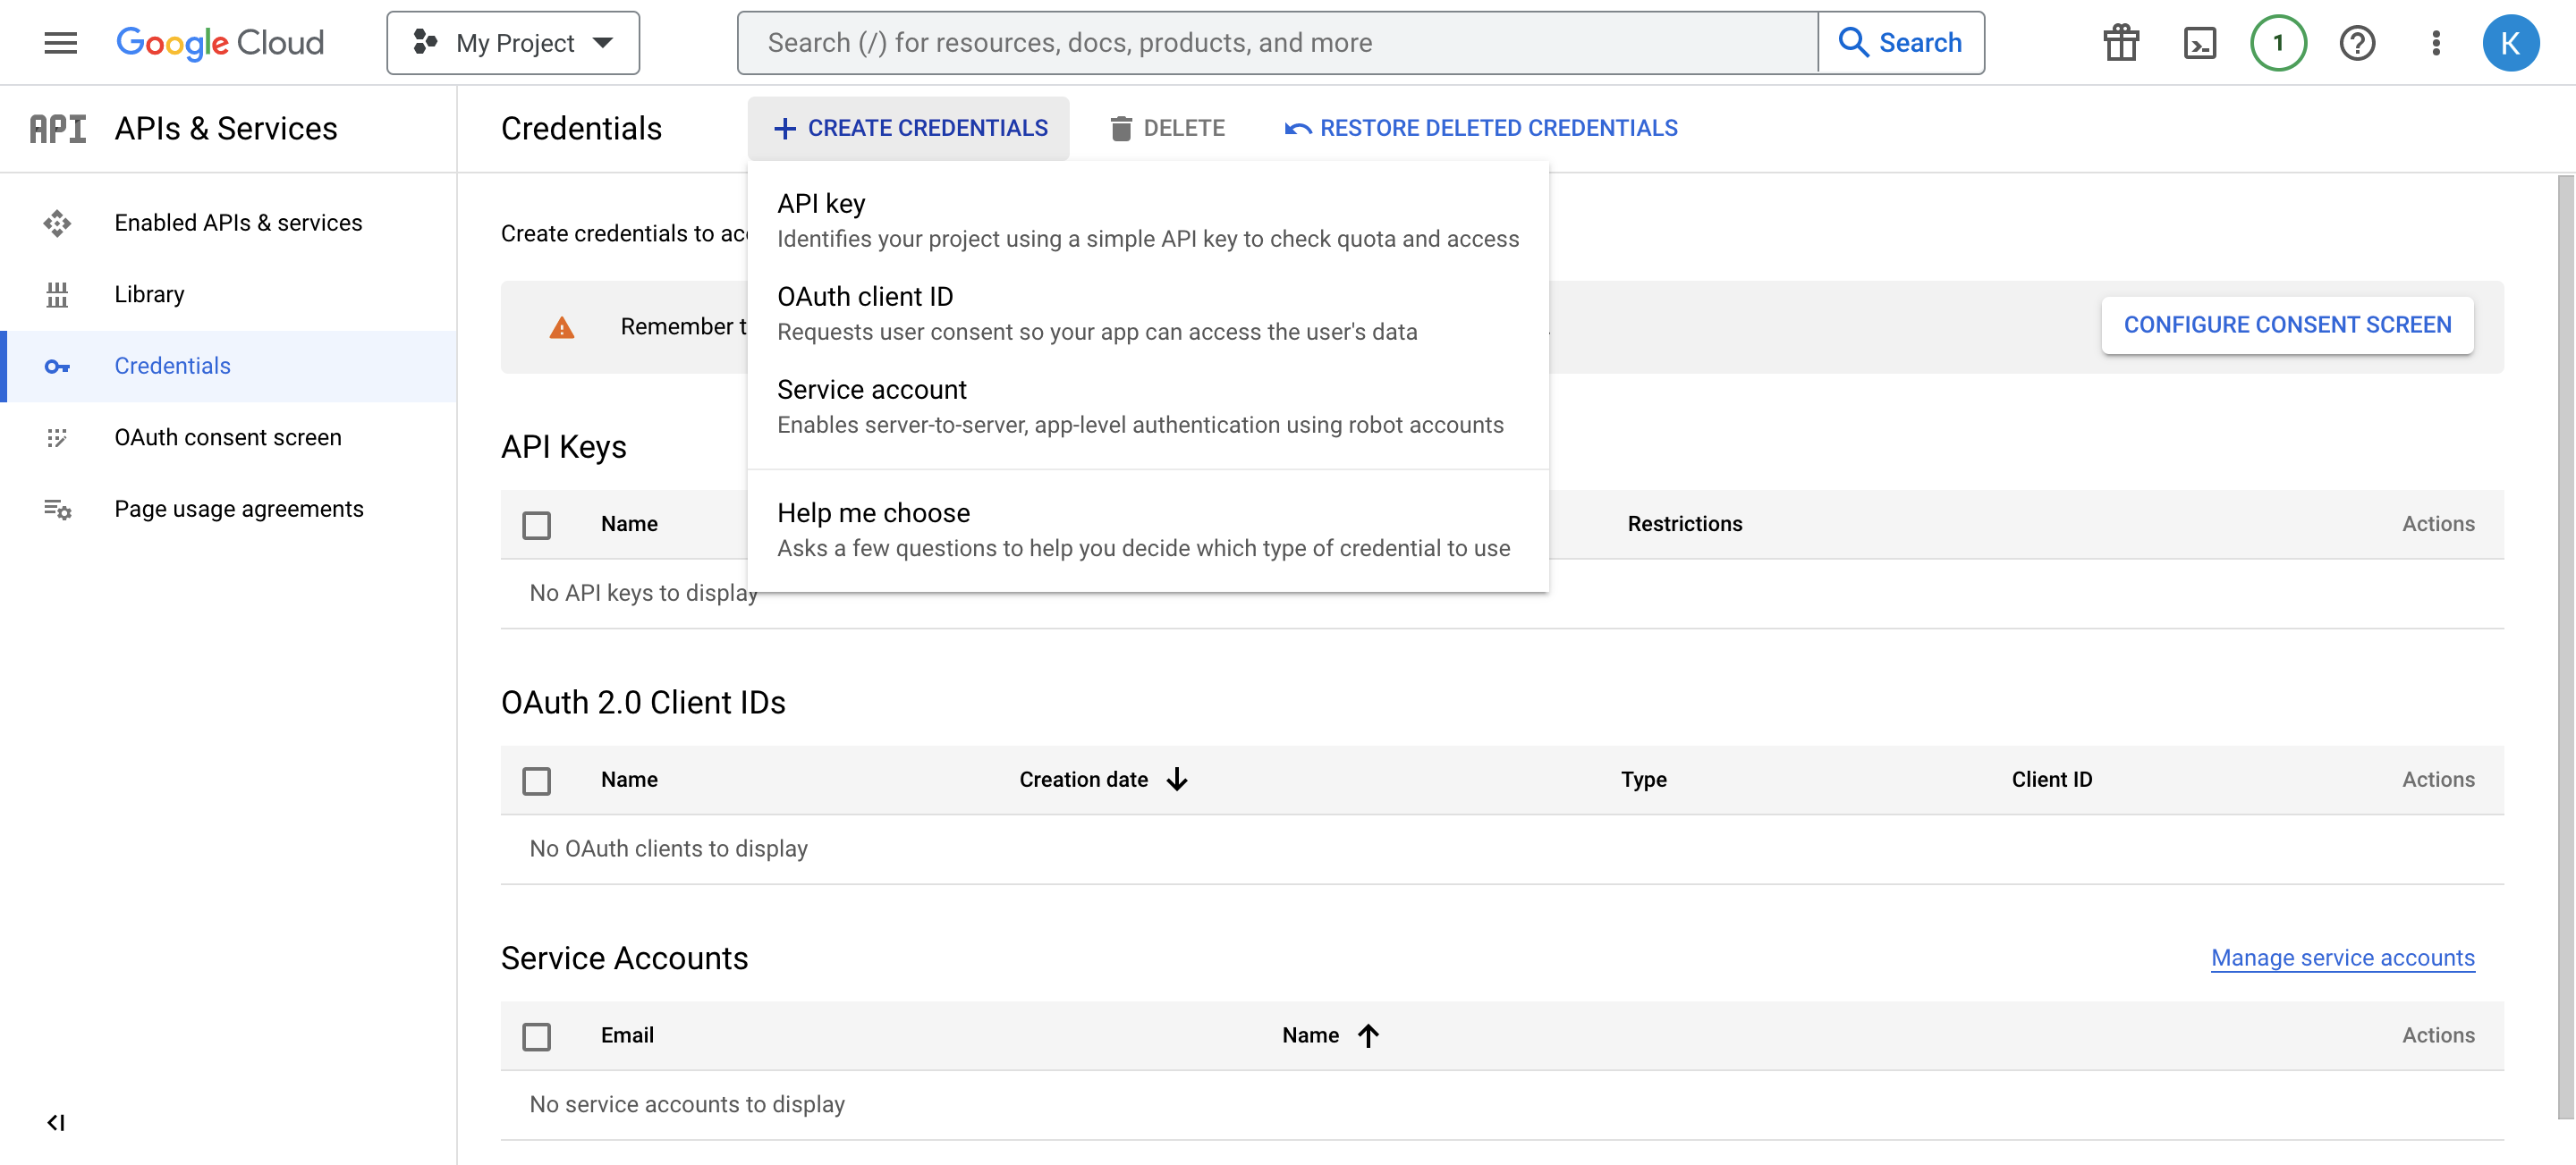 Google Cloud
My Project
Search (/) for resources, docs, products, and more
Search
1
K
API
APIs & Services
Credentials
CREATE CREDENTIALS
DELETE
RESTORE DELETED CREDENTIALS
Enabled APIs & services
Library
Credentials
OAuth consent screen
Page usage agreements
Create credentials to
API key
Identifies your project using a simple API key to check quota and access
OAuth client ID
Requests user consent so your app can access the user's data
Service account
Enables server-to-server, app-level authentication using robot accounts
Help me choose
Asks a few questions to help you decide which type of credential to use
Remember
CONFIGURE CONSENT SCREEN
API Keys
Name
Restrictions
Actions
No API keys to display
OAuth 2.0 Client IDs
Name
Creation date
Type
Client ID
Actions
No OAuth clients to display
Service Accounts
Manage service accounts
Email
Name
Actions
No service accounts to display